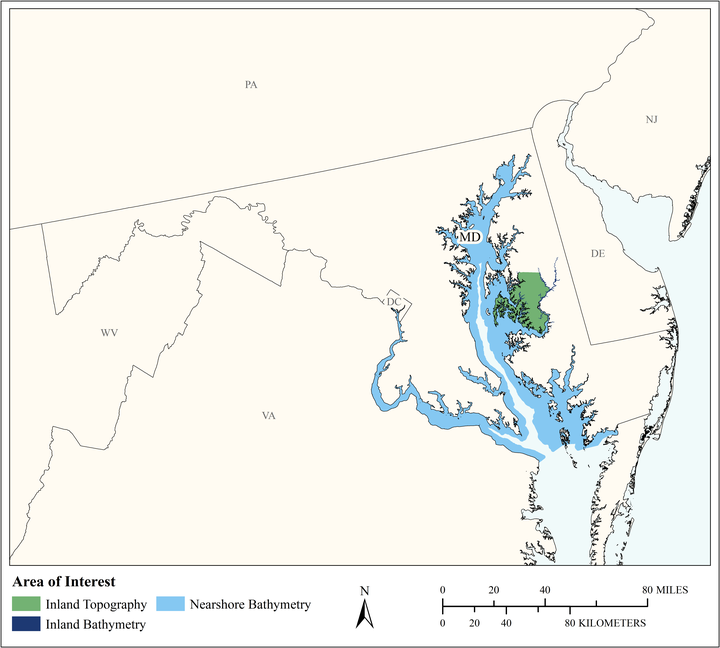 PA
NJ
MD
DE
DC
WV
VA
Area of Interest
Inland Topography
Nearshore Bathymetry
Inland Bathymetry
N
0 20 40 80 MILES
0 20 40 80 KILOMETERS